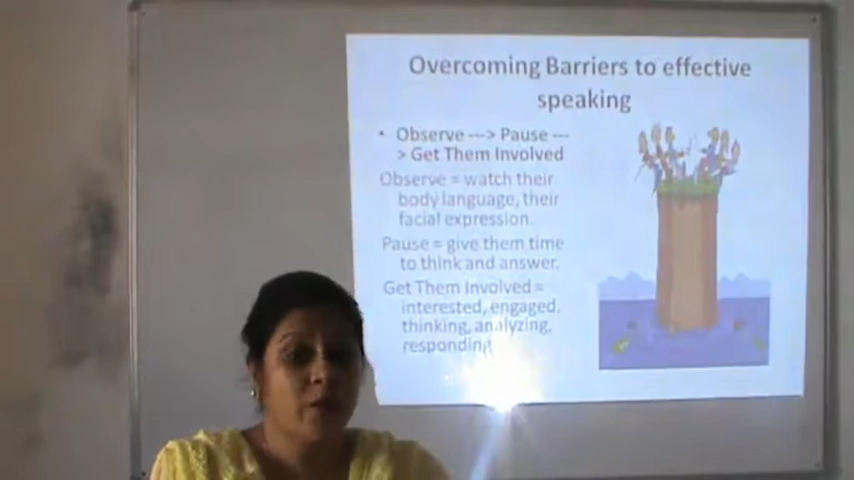 Overcoming Barriers to effective
speaking
• Observe ---> Pause ---
> Get Them Involved
Observe = watch their
body language, their
facial expression.
Pause = give them time
to think and answer.
Get Them Involved =
interested, engaged,
thinking, analyzing,
responding